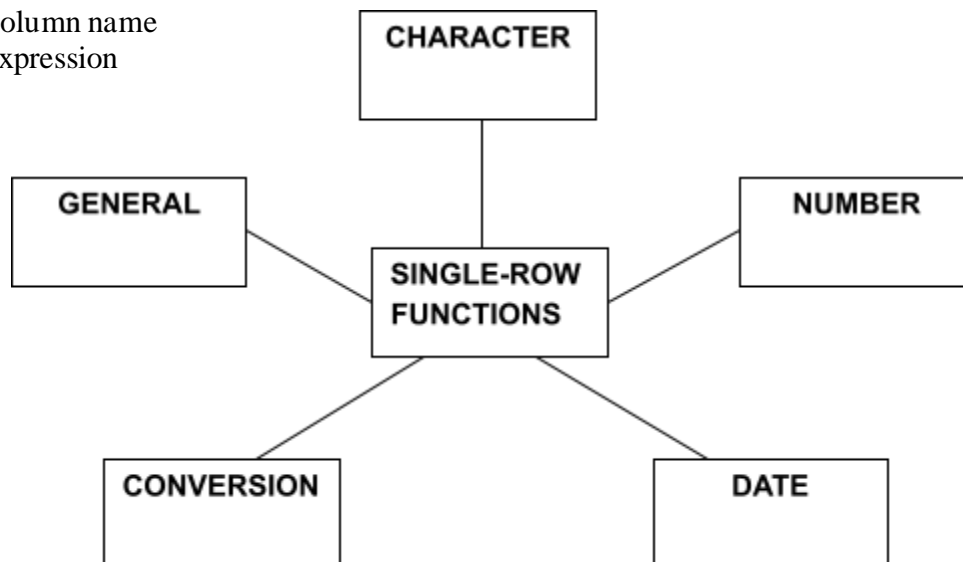 olumn name
xpression
CHARACTER
GENERAL
NUMBER
SINGLE-ROW
FUNCTIONS
CONVERSION
DATE